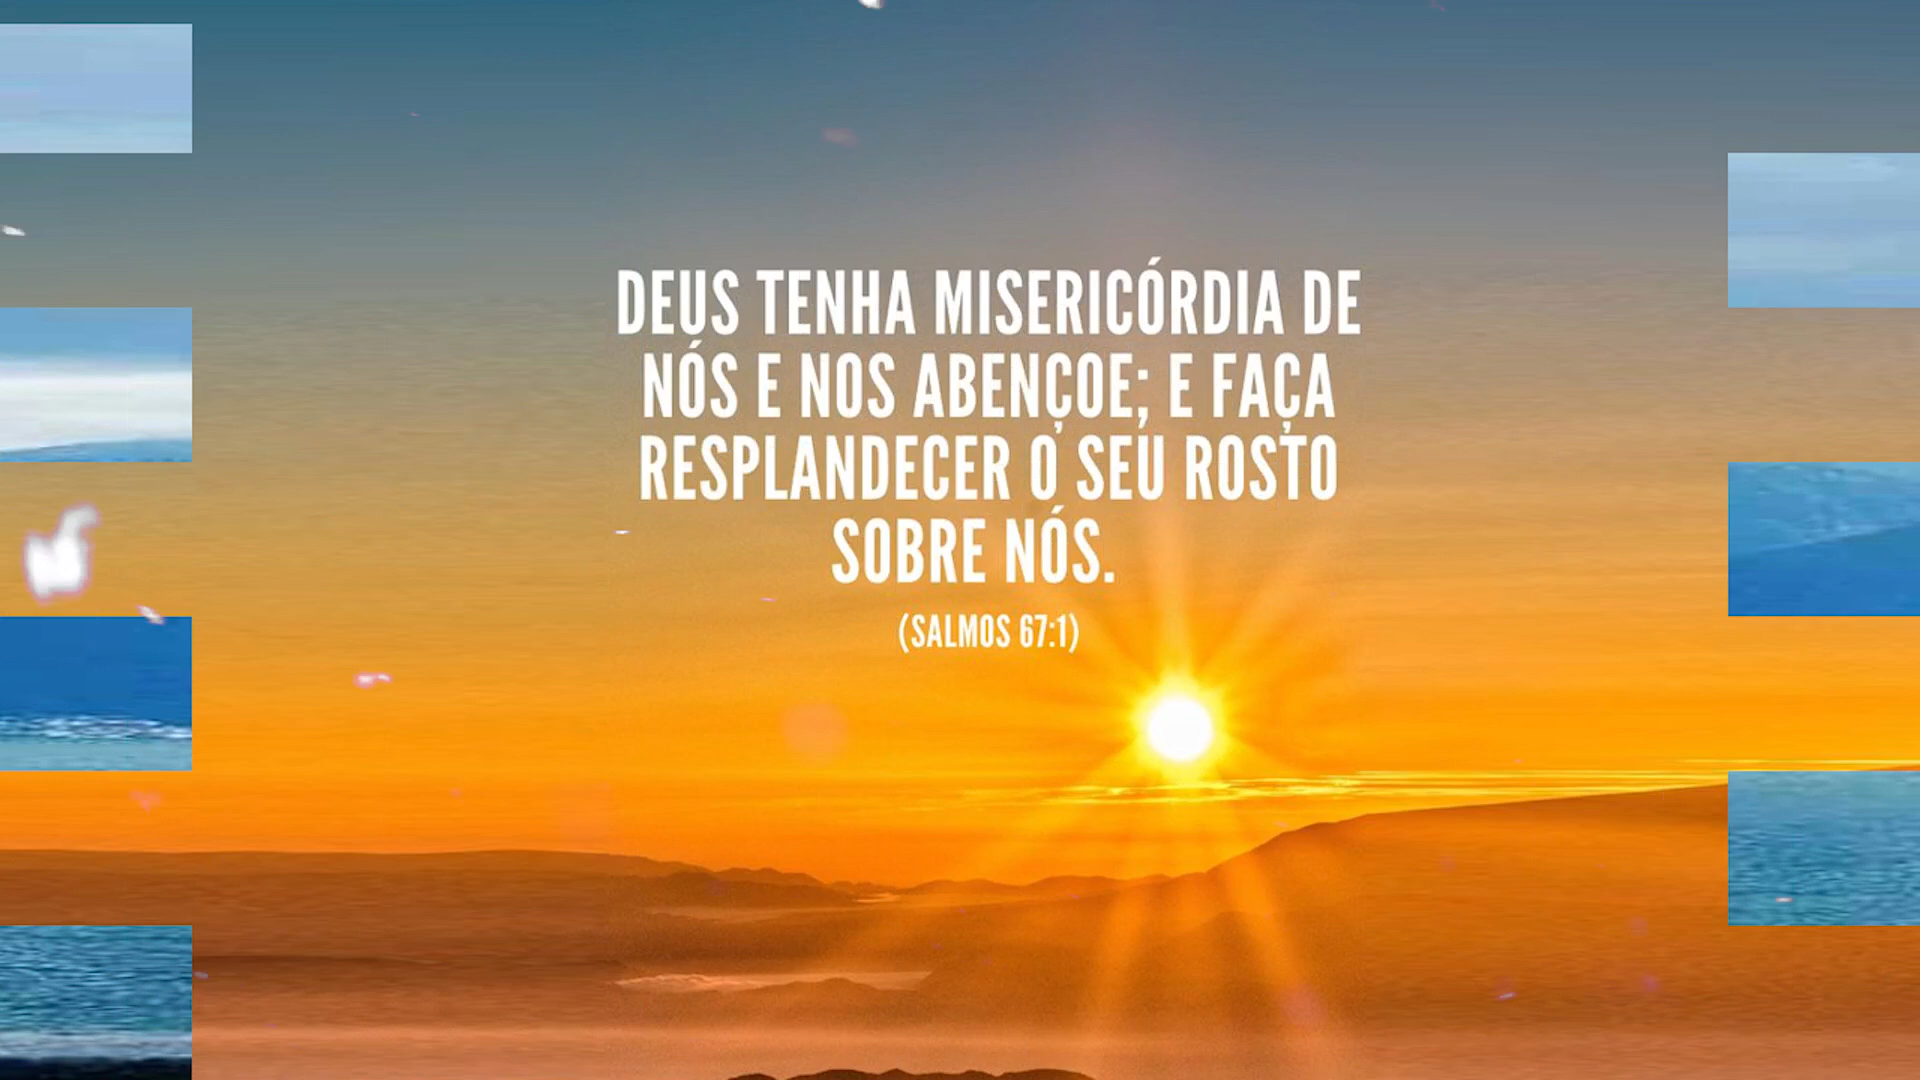 DEUS TENHA MISERICÓRDIA DE
NÓS E NOS ABENÇOE; E FAÇA
RESPLANDECER O SEU ROSTO
SOBRE NÓS.
(SALMOS 67:1)